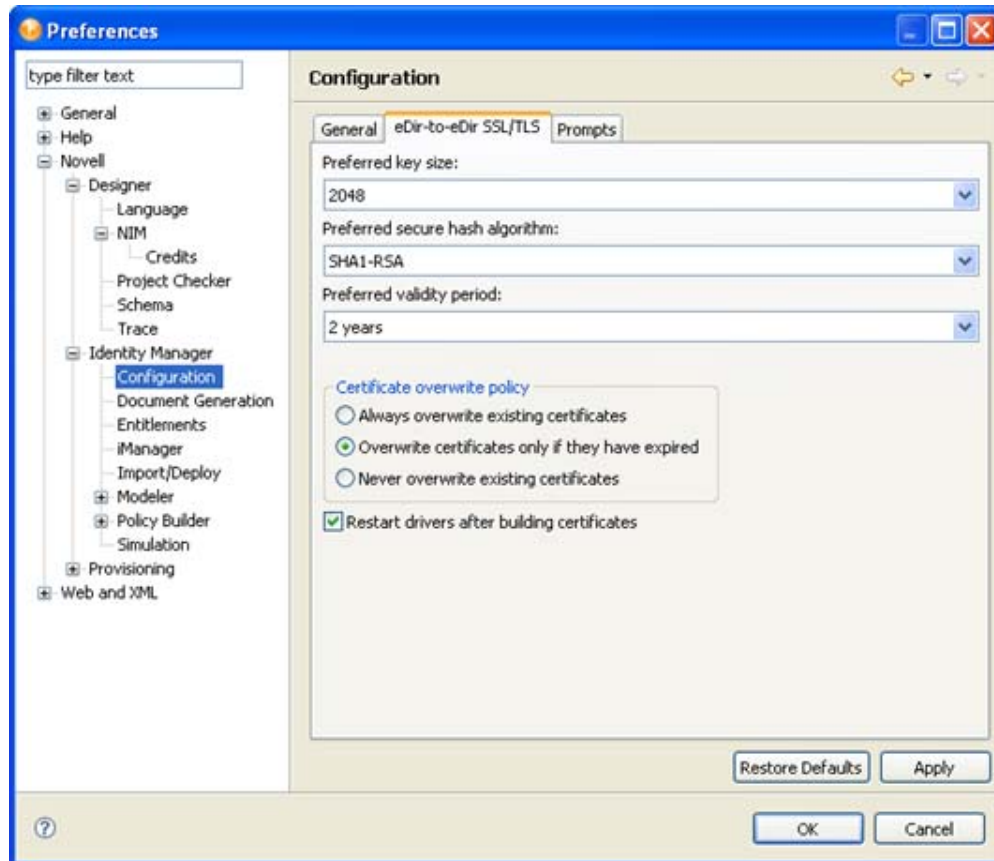 Preferences
type filter text
General
Help
Novell
Designer
Language
NIM
Credits
Project Checker
Schema
Trace
Identity Manager
Configuration
Document Generation
Entitlements
iManager
Import/Deploy
Modeler
Policy Builder
Simulation
Provisioning
Web and XML
Configuration
General eDir-to-eDir SSL/TLS Prompts
Preferred key size:
2048
Preferred secure hash algorithm:
SHA1-RSA
Preferred validity period:
2 years
Certificate overwrite policy
Always overwrite existing certificates
Overwrite certificates only if they have expired
Never overwrite existing certificates
Restart drivers after building certificates
Restore Defaults Apply
? OK Cancel